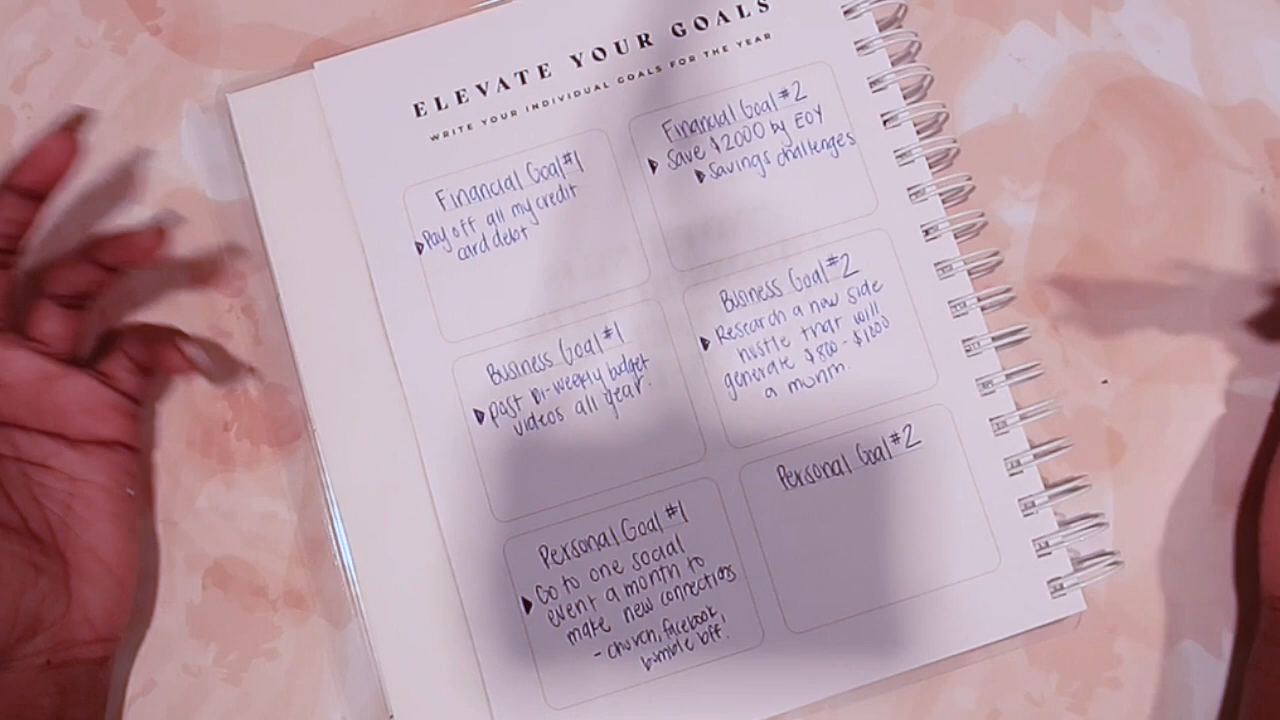 ELEVATE YOUR GOALS
WRITE YOUR INDIVIDUAL GOALS FOR THE YEAR
Financial Goal #1
Pay off all my credit
card debt
Financial Goal #2
Save $2000 by EOY
Savings challenges
Business Goal #1
post bi-weekly budget
videos all year.
Business Goal #2
Research a new side
hustle that will
generate $800 - $1200
a month.
Personal Goal #1
Go to one social
event a month to
make new connections
- church, facebook,
bumble bff!
Personal Goal #2